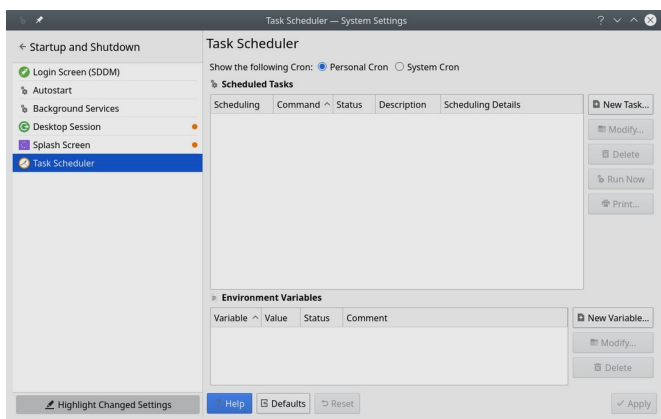 Task Scheduler — System Settings
Startup and Shutdown
Login Screen (SDDM)
Autostart
Background Services
Desktop Session
Splash Screen
Task Scheduler
Highlight Changed Settings
Task Scheduler
Show the following Cron: Personal Cron System Cron
Scheduled Tasks
Scheduling Command Status Description Scheduling Details
New Task...
Modify...
Delete
Run Now
Print...
Environment Variables
Variable Value Status Comment
New Variable...
Modify...
Delete
Help Defaults Reset Apply